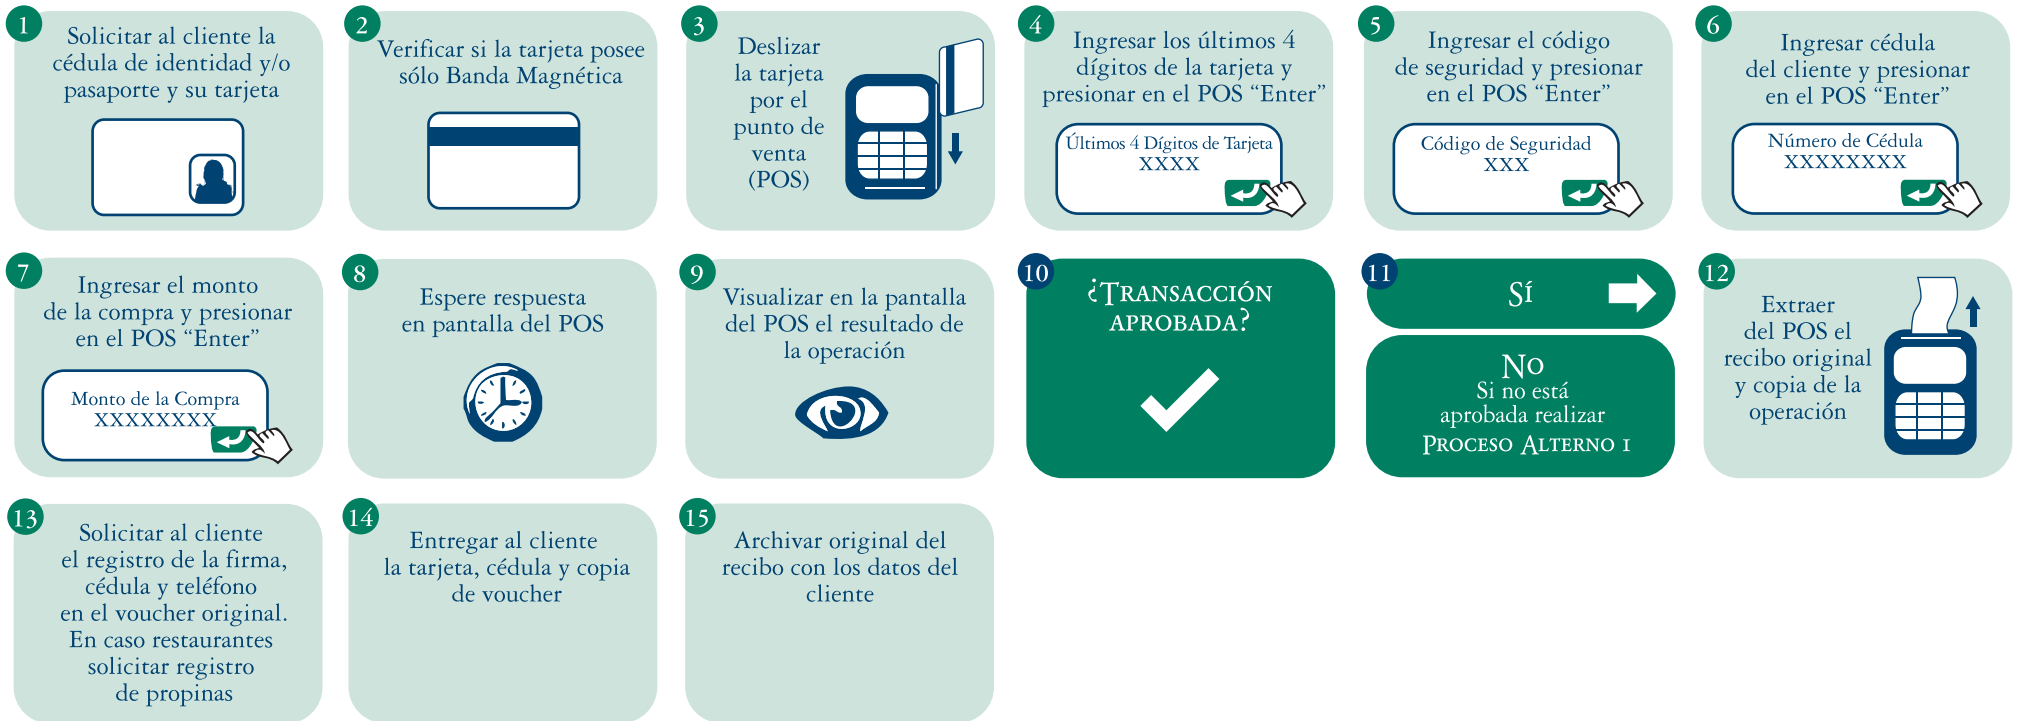 1
Solicitar al cliente la
cédula de identidad y/o
pasaporte y su tarjeta
2
Verificar si la tarjeta posee
sólo Banda Magnética
3
Deslizar
la tarjeta
por el
punto de
venta
(POS)
4
Ingresar los últimos 4
dígitos de la tarjeta y
presionar en el POS “Enter”
Últimos 4 Dígitos de Tarjeta
XXXX
5
Ingresar el código
de seguridad y presionar
en el POS “Enter”
Código de Seguridad
XXX
6
Ingresar cédula
del cliente y presionar
en el POS “Enter”
Número de Cédula
XXXXXXXX
7
Ingresar el monto
de la compra y presionar
en el POS “Enter”
Monto de la Compra
XXXXXXXX
8
Espere respuesta
en pantalla del POS
9
Visualizar en la pantalla
del POS el resultado de
la operación
10
¿Transacción
aprobada?
11
Sí
No
Si no está
aprobada realizar
Proceso Alterno 1
12
Extraer
del POS el
recibo original
y copia de la
operación
13
Solicitar al cliente
el registro de la firma,
cédula y teléfono
en el voucher original.
En caso restaurantes
solicitar registro
de propinas
14
Entregar al cliente
la tarjeta, cédula y copia
de voucher
15
Archivar original del
recibo con los datos del
cliente